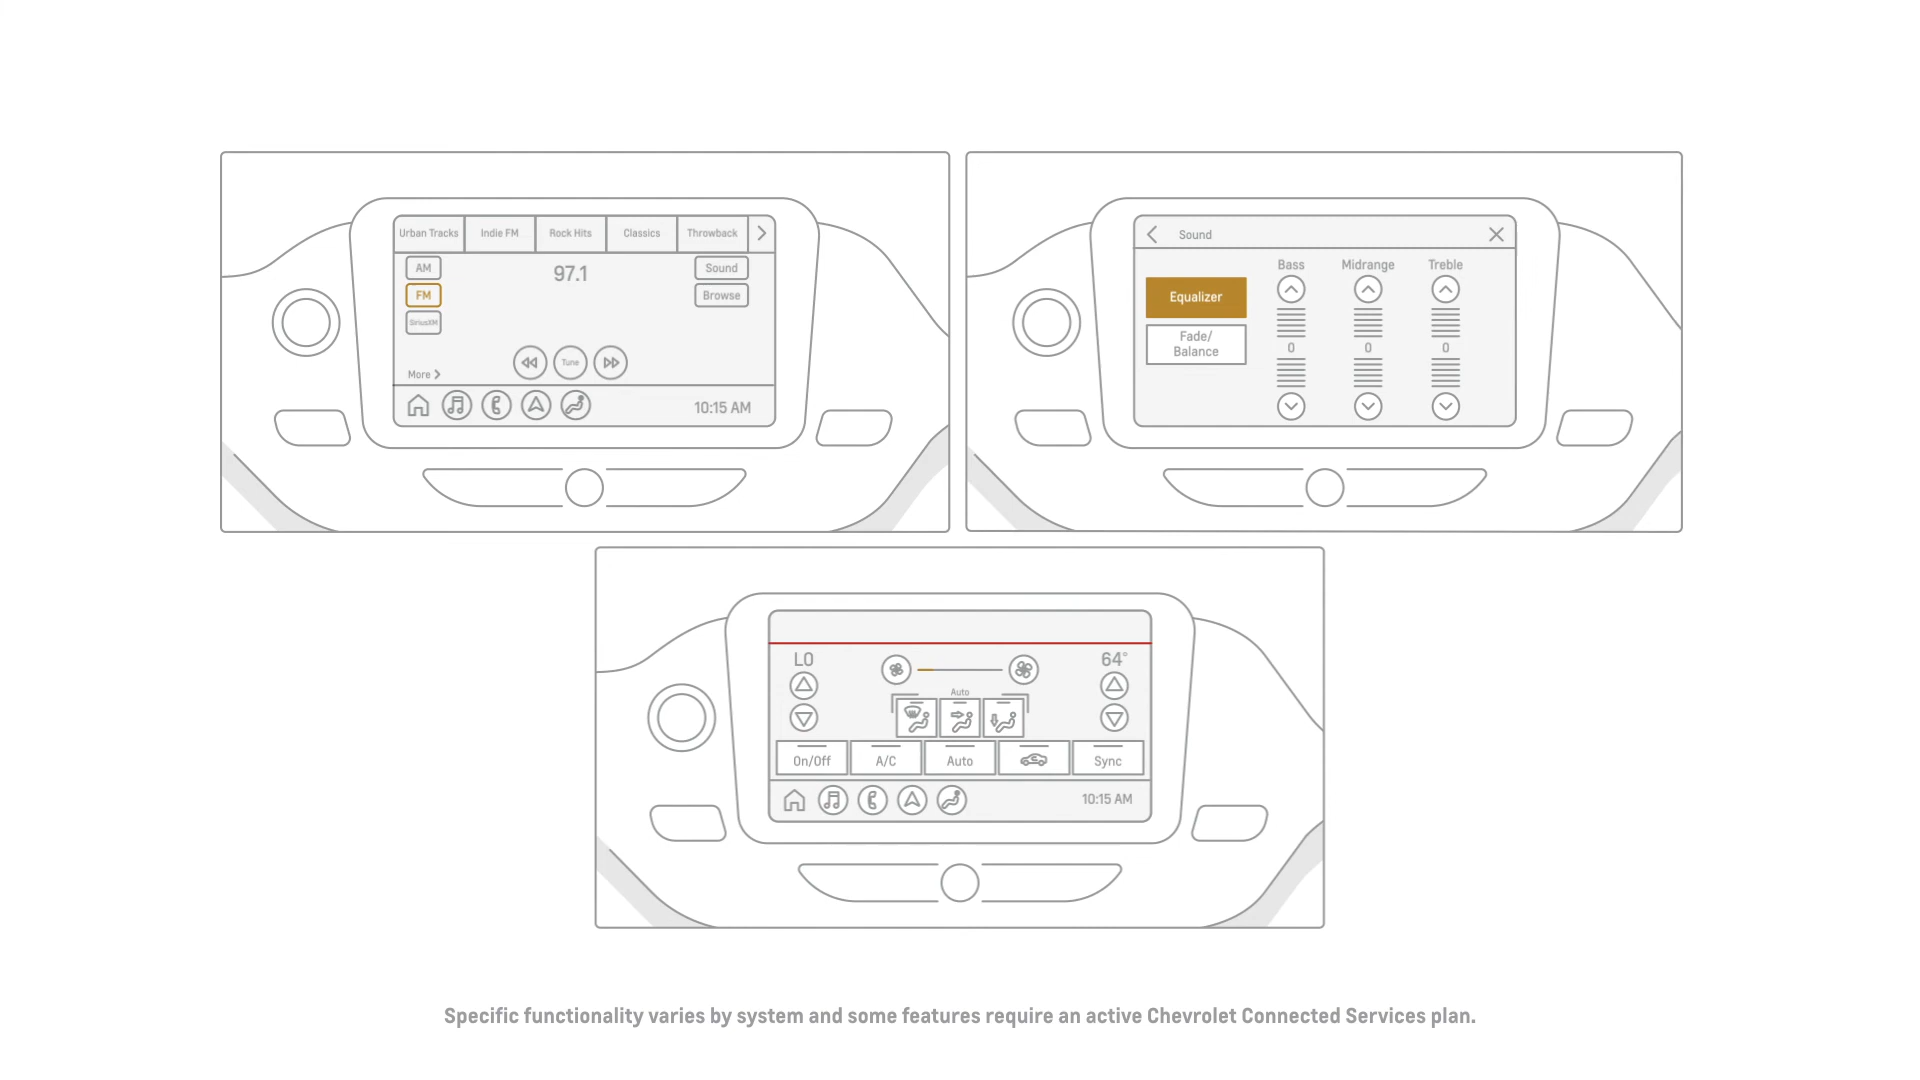 Urban Tracks Indie FM Rock Hits Classics Throwback
AM 97.1 Sound
FM Browse
SiriusXM
Tune
More
10:15 AM
Sound
Bass Midrange Treble
Equalizer
Fade/
Balance
0 0 0
LO 64°
Auto
On/Off A/C Auto Sync
10:15 AM
Specific functionality varies by system and some features require an active Chevrolet Connected Services plan.